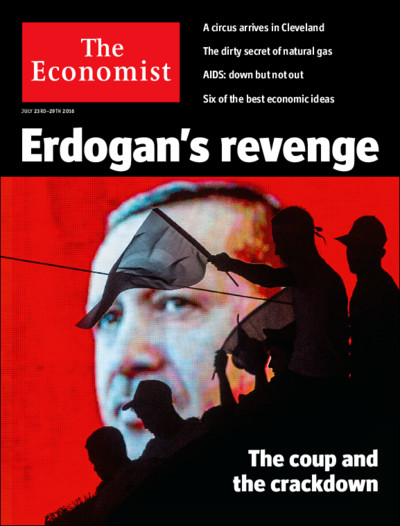 The
Economist
A circus arrives in Cleveland
The dirty secret of natural gas
AIDS: down but not out
Six of the best economic ideas
JULY 23RD–29TH 2016
Erdogan's revenge
The coup and
the crackdown